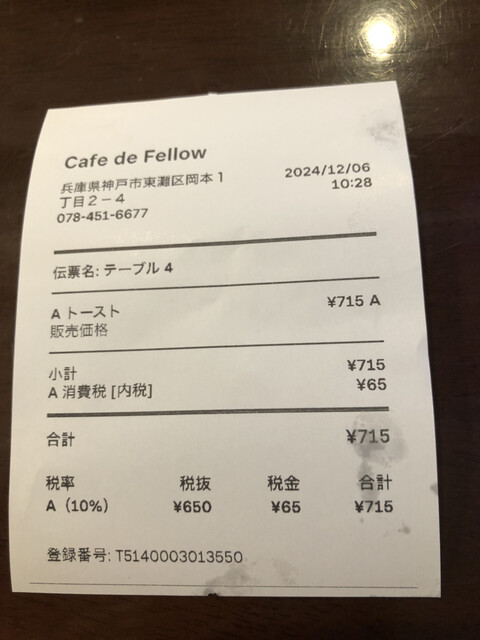 Cafe de Fellow
兵庫県神戸市東灘区岡本1
丁目2-4
078-451-6677
2024/12/06
10:28
伝票名: テーブル 4
A トースト ¥715 A
販売価格
小計 ¥715
A 消費税 [内税] ¥65
合計 ¥715
税率 税抜 税金 合計
A（10%） ¥650 ¥65 ¥715
登録番号: T5140003013550